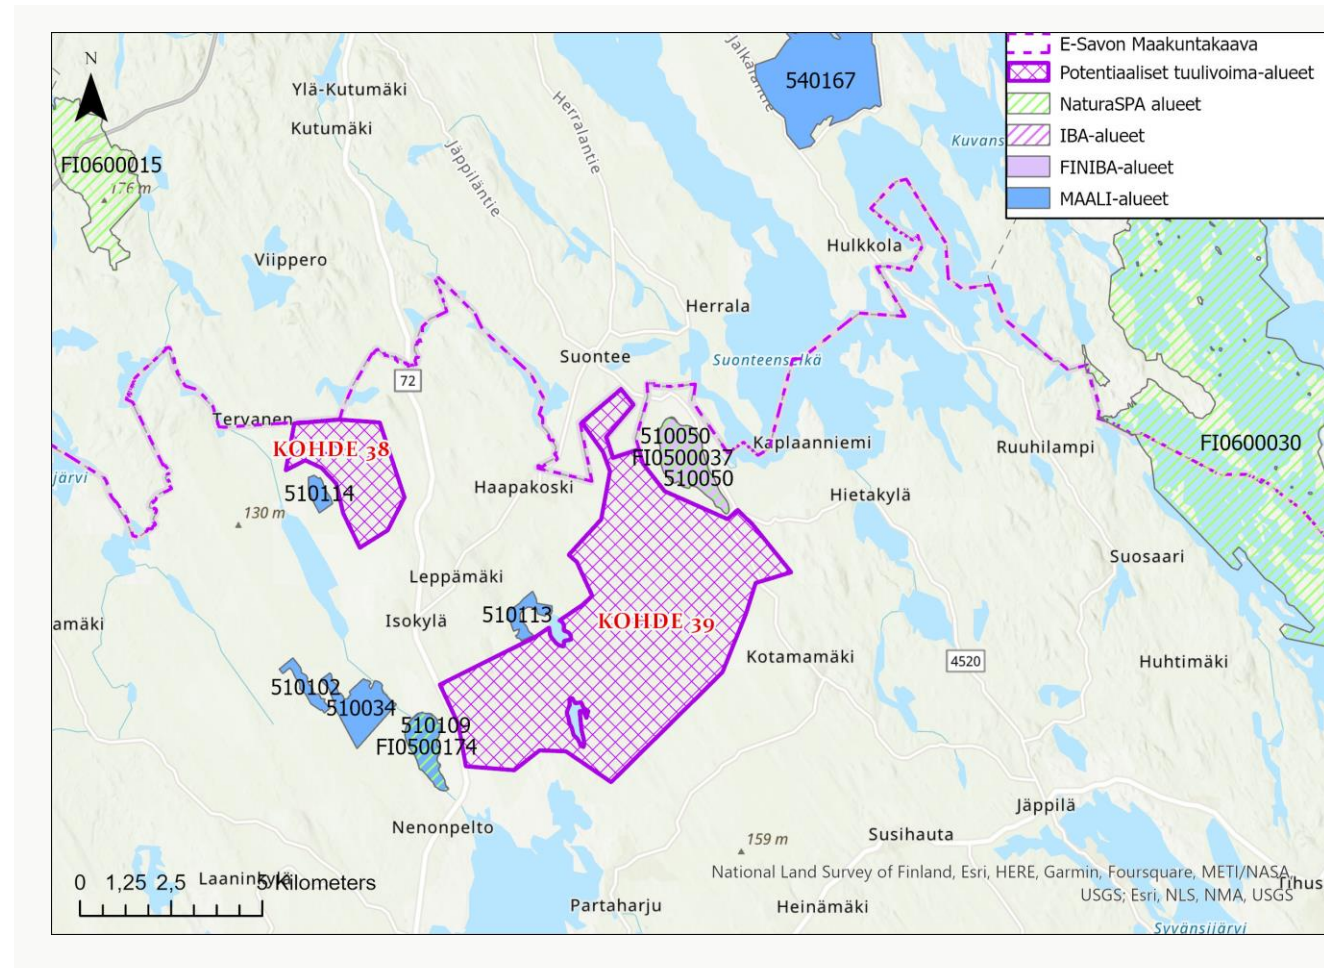 E-Savon Maakuntakaava
Potentiaaliset tuulivoima-alueet
NaturaSPA alueet
IBA-alueet
FINIBA-alueet
MAALI-alueet
N
Jalkalantie
540167
Ylä-Kutumäki
Kutumäki
Herralantie
Jäppiläntie
Kuvans
FI0600015
176 m
Viippero
Hulkkola
Herrala
Suontee
Suonteenselkä
72
Tervanen
KOHDE 38
510050
FI0500037
510050
Kaplaanniemi
Ruuhilampi
FI0600030
järvi
510114
130 m
Haapakoski
Hietakylä
Suosaari
Leppämäki
Isokylä
510113
KOHDE 39
amäki
Kotamamäki
4520
Huhtimäki
510102
510034
510109
FI0500174
Jäppilä
Nenonpelto
Susihauta
159 m
0 1,25 2,5 5 Kilometers
Laaninkylä
National Land Survey of Finland, Esri, HERE, Garmin, Foursquare, METI/NASA,
USGS; Esri, NLS, NMA, USGS
Tihus
Partaharju
Heinämäki
Syvänsijärvi